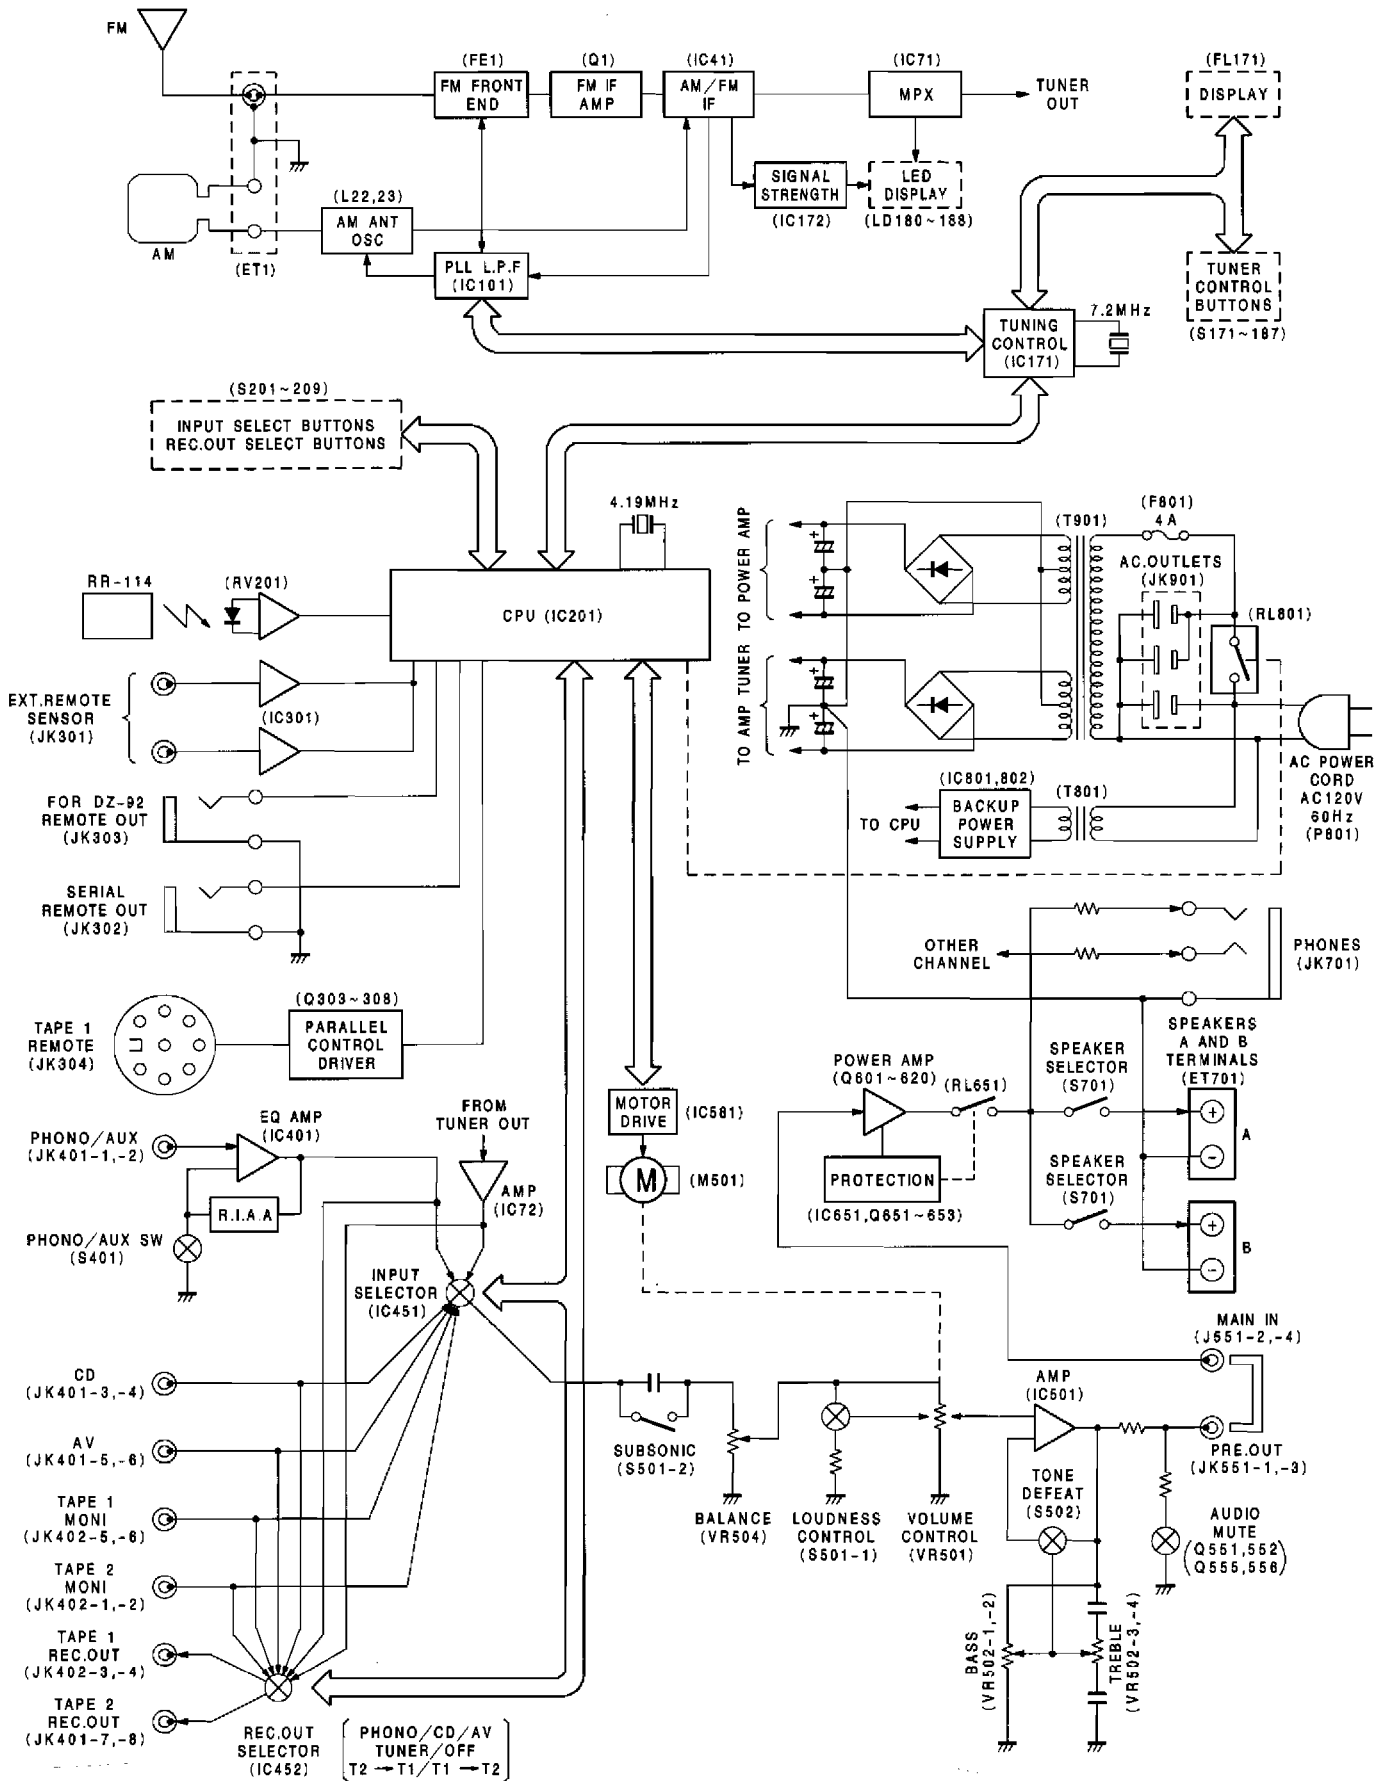 FM
(FE1)
FM FRONT
END
(Q1)
FM IF
AMP
(IC41)
AM/FM
IF
(IC71)
MPX
TUNER
OUT
(FL171)
DISPLAY
SIGNAL
STRENGTH
(IC172)
LED
DISPLAY
(LD180~188)
(L22,23)
AM ANT
OSC
AM
(ET1)
PLL L.P.F
(IC101)
TUNER
CONTROL
BUTTONS
(S171~187)
TUNING
CONTROL
(IC171)
7.2MHz
(S201~209)
INPUT SELECT BUTTONS
REC.OUT SELECT BUTTONS
4.19MHz
CPU (IC201)
RR-114
(RV201)
EXT.REMOTE
SENSOR
(JK301)
(IC301)
FOR DZ-92
REMOTE OUT
(JK303)
SERIAL
REMOTE OUT
(JK302)
TO POWER AMP
TO AMP TUNER
+
+
+
+
(T901)
(F801)
4A
AC.OUTLETS
(JK901)
(RL801)
AC POWER
CORD
AC120V
60Hz
(P801)
(IC801,802)
BACKUP
POWER
SUPPLY
TO CPU
(T801)
OTHER
CHANNEL
PHONES
(JK701)
TAPE 1
REMOTE
(JK304)
(Q303~308)
PARALLEL
CONTROL
DRIVER
POWER AMP
(Q601~620)
(RL651)
PROTECTION
(IC651,Q651~653)
SPEAKER
SELECTOR
(S701)
SPEAKER
SELECTOR
(S701)
SPEAKERS
A AND B
TERMINALS
(ET701)
+
-
A
+
-
B
MOTOR
DRIVE
(IC581)
M
(M501)
PHONO/AUX
(JK401-1,-2)
EQ AMP
(IC401)
R.I.A.A
PHONO/AUX SW
(S401)
FROM
TUNER OUT
AMP
(IC72)
INPUT
SELECTOR
(IC451)
CD
(JK401-3,-4)
AV
(JK401-5,-6)
TAPE 1
MONI
(JK402-5,-6)
TAPE 2
MONI
(JK402-1,-2)
TAPE 1
REC.OUT
(JK402-3,-4)
TAPE 2
REC.OUT
(JK401-7,-8)
REC.OUT
SELECTOR
(IC452)
PHONO/CD/AV
TUNER/OFF
T2→T1/T1→T2
SUBSONIC
(S501-2)
BALANCE
(VR504)
LOUDNESS
CONTROL
(S501-1)
VOLUME
CONTROL
(VR501)
AMP
(IC501)
TONE
DEFEAT
(S502)
BASS
(VR502-1,-2)
TREBLE
(VR502-3,-4)
MAIN IN
(J551-2,-4)
PRE.OUT
(JK551-1,-3)
AUDIO
MUTE
(Q551,552
Q555,556)